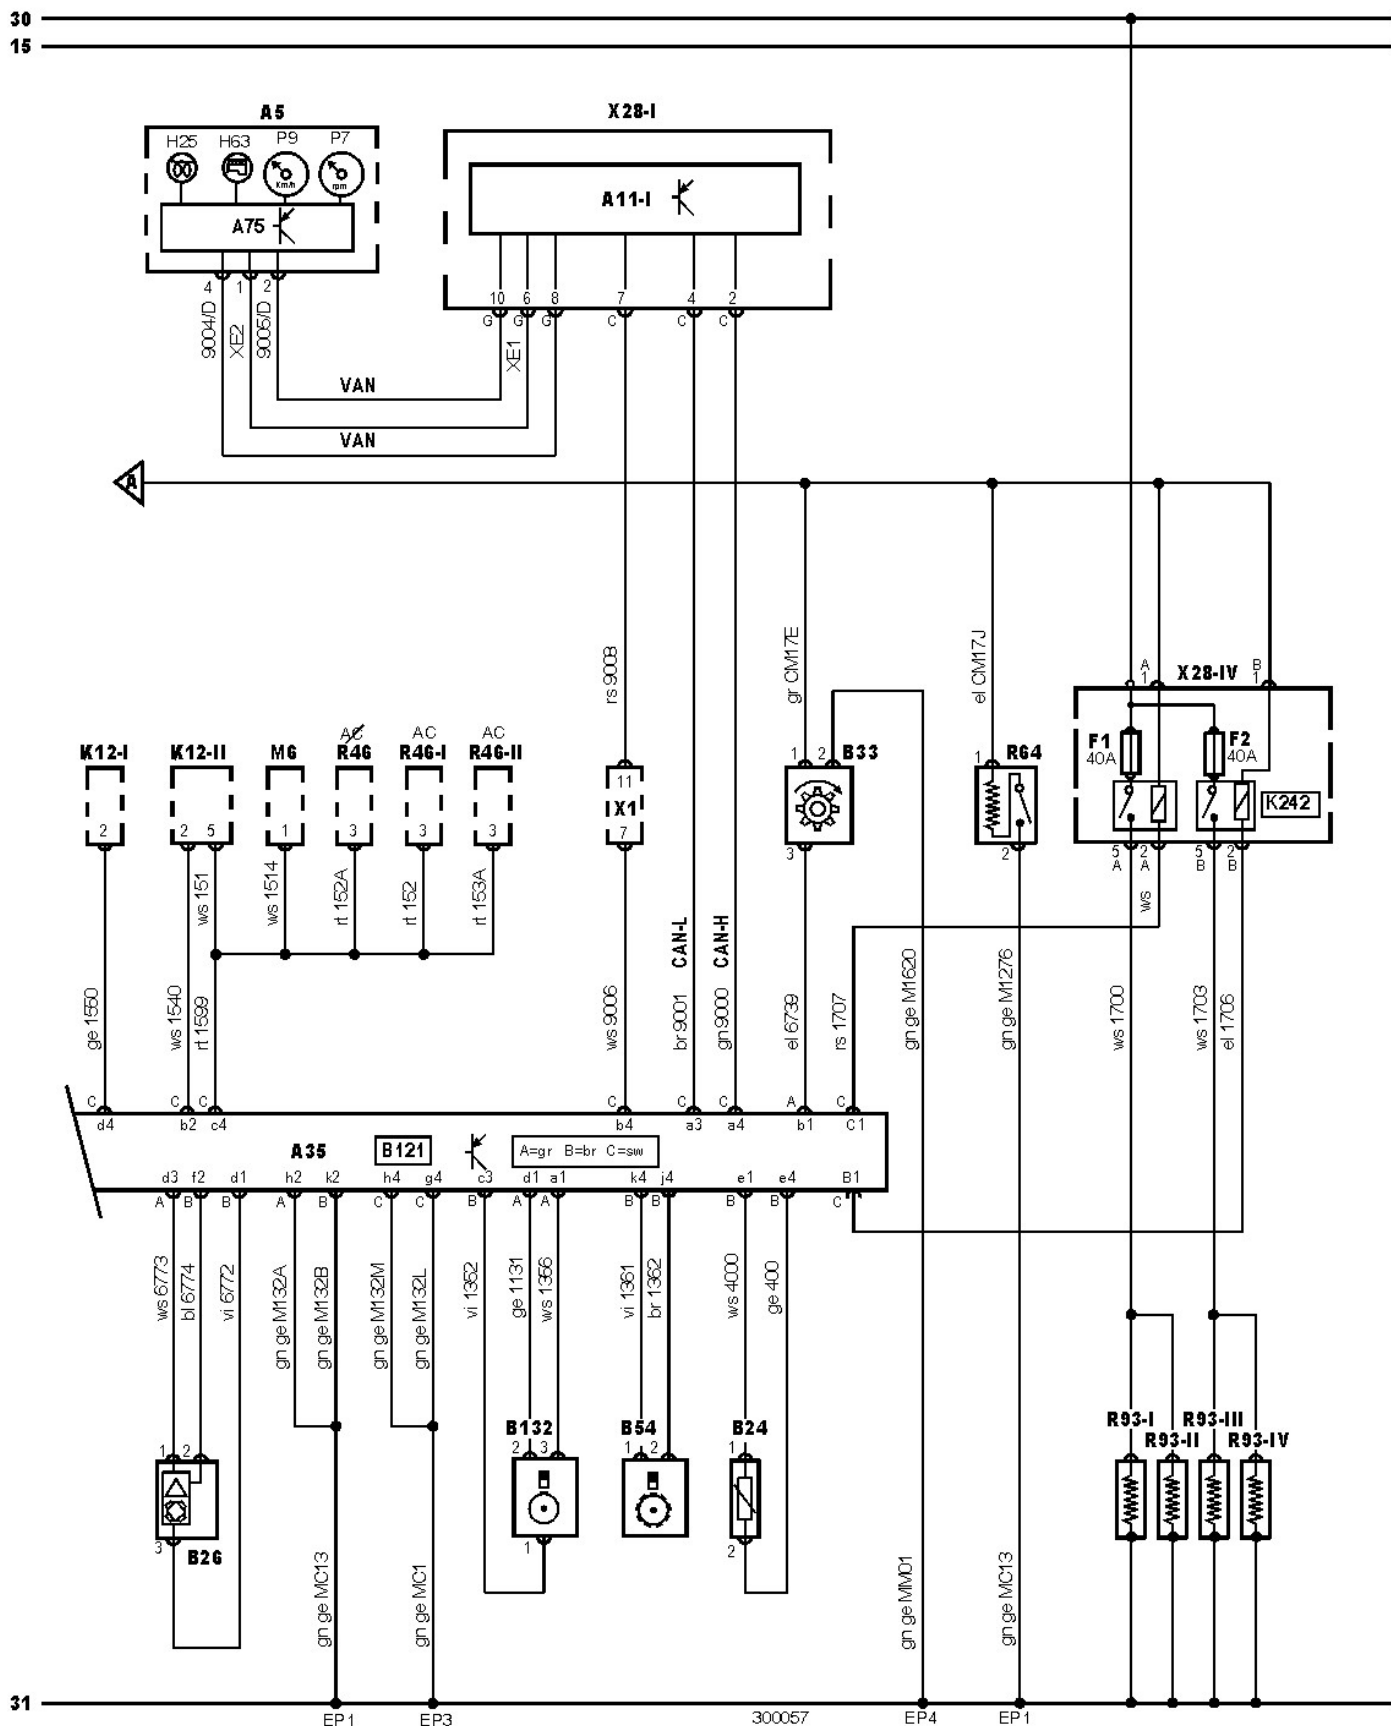 30
15
A5
X28-I
H25 H63 P9 P7
Km/h rpm
A75
A11-I
4 1 2
10 6 8 7 4 2
G G G C C C
9004/D
XE2
9005/D
XE1
VAN
VAN
A
rs 9008
gr CM17E
el CM17J
A 1
B 1
X28-IV
K12-I K12-II M6
AC R46
AC R46-I
AC R46-II
11
X1
7
1 2 B33
3
1 R64
2
F1 40A
F2 40A
K242
2 2 5 1 3 3 3
5 A
2 A
5 B
2 B
ws 151
ws 1514
rt 152A
rt 152
rt 153A
ws
ge 1550
ws 1540
rt 1599
ws 9006
CAN-L
br 9001
CAN-H
gn 9000
el 6739
rs 1707
gn ge M1620
gn ge M1276
ws 1700
ws 1703
el 1706
C C C C C C A C
d4 b2 c4 b4 a3 a4 b1 C1
A35
B121
A=gr B=br C=sw
d3 f2 d1 h2 k2 h4 g4 c3 d1 a1 k4 j4 e1 e4 B1
A B B A B C C B A A B B B B C
ws 6773
bl 6774
vi 6772
gn ge M132A
gn ge M132B
gn ge M132M
gn ge M132L
vi 1352
ge 1131
ws 1356
vi 1361
br 1362
ws 4000
ge 400
1 2
3 B26
B132
2 3
1
B54
1 2
B24
1
2
R93-I R93-III
R93-II R93-IV
gn ge MC13
gn ge MC1
gn ge MM01
gn ge MC13
31
EP1 EP3 300057 EP4 EP1